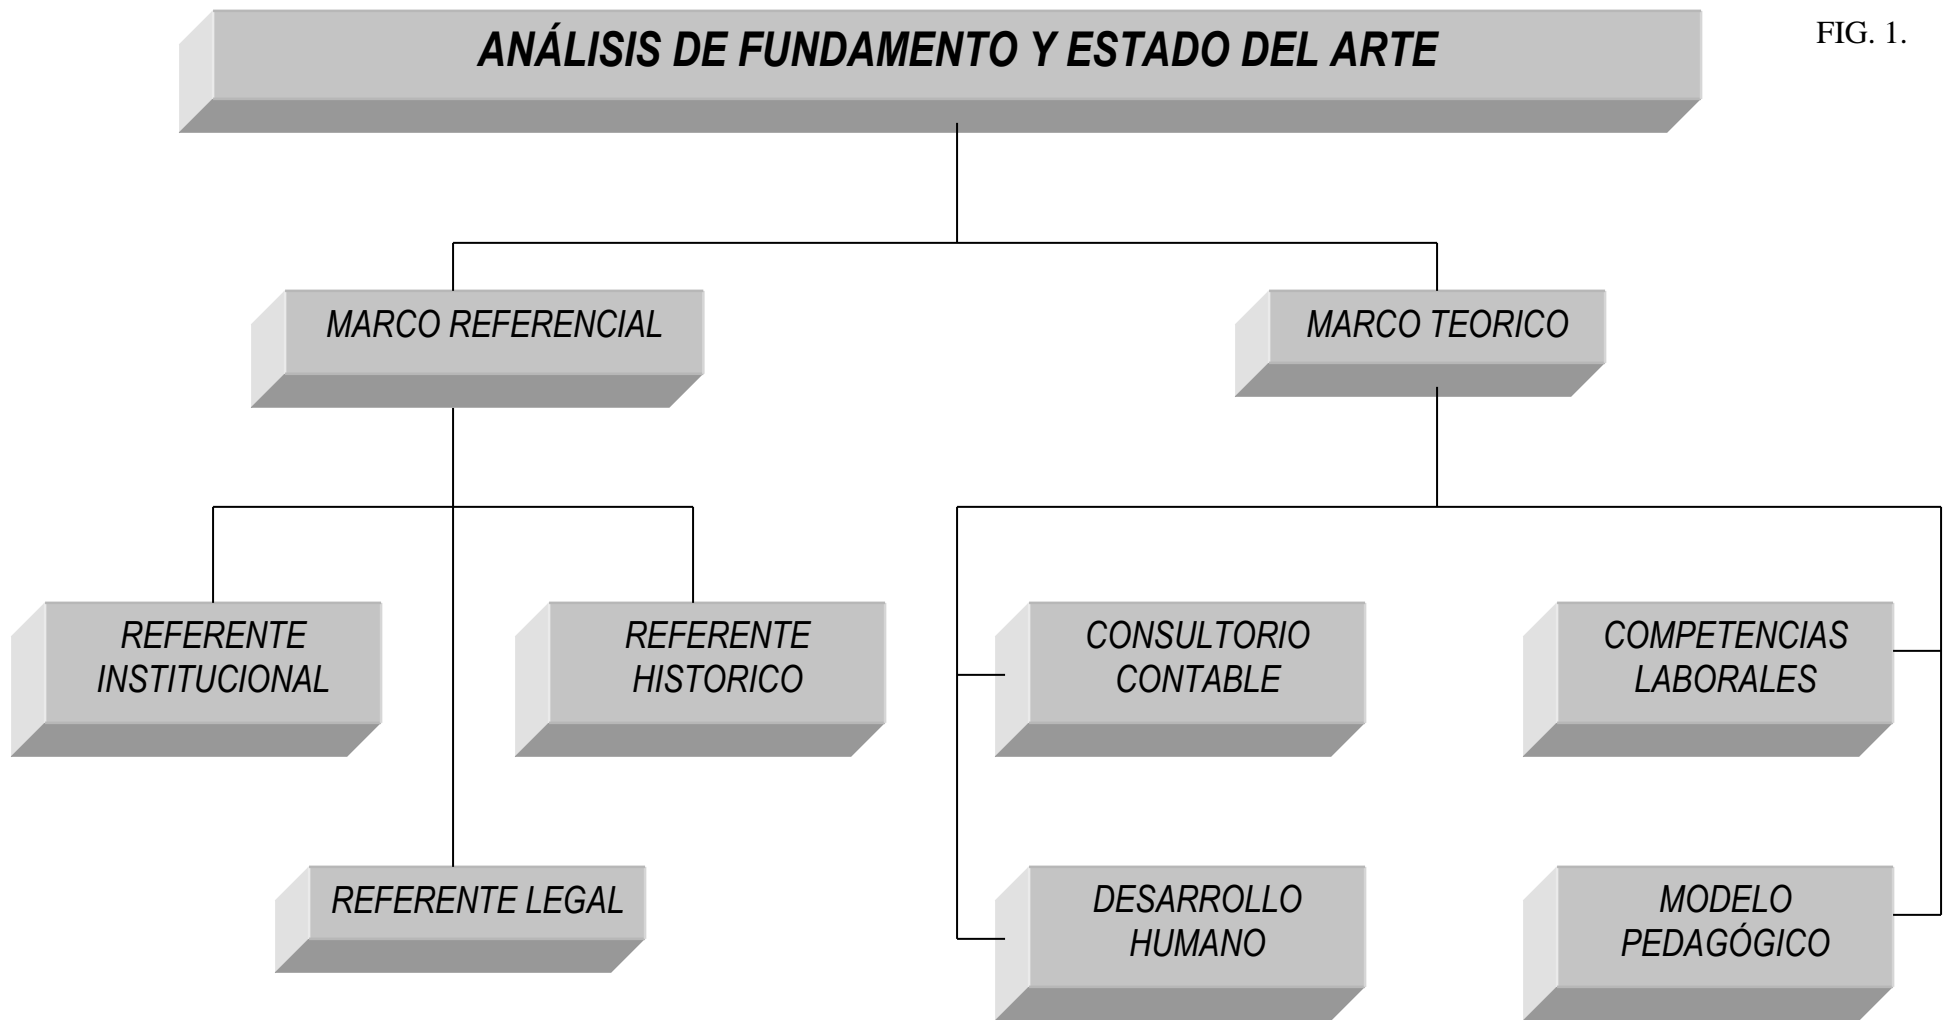 ANÁLISIS DE FUNDAMENTO Y ESTADO DEL ARTE
FIG. 1.
MARCO REFERENCIAL
MARCO TEORICO
REFERENTE
INSTITUCIONAL
REFERENTE
HISTORICO
CONSULTORIO
CONTABLE
COMPETENCIAS
LABORALES
REFERENTE LEGAL
DESARROLLO
HUMANO
MODELO
PEDAGÓGICO